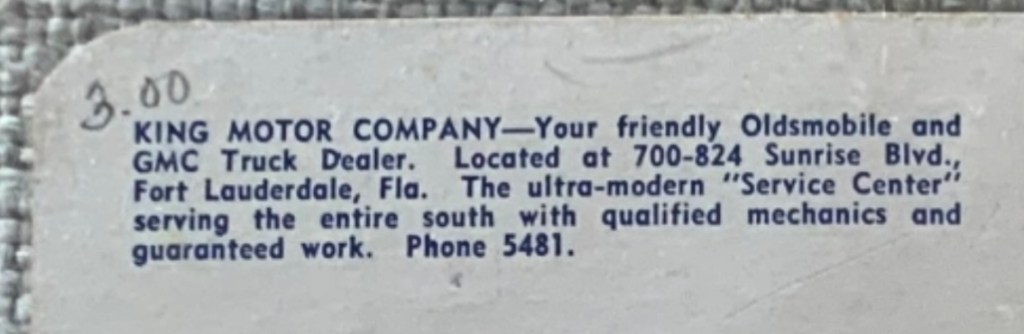 3.00
KING MOTOR COMPANY—Your friendly Oldsmobile and
GMC Truck Dealer. Located at 700-824 Sunrise Blvd.,
Fort Lauderdale, Fla. The ultra-modern "Service Center"
serving the entire south with qualified mechanics and
guaranteed work. Phone 5481.